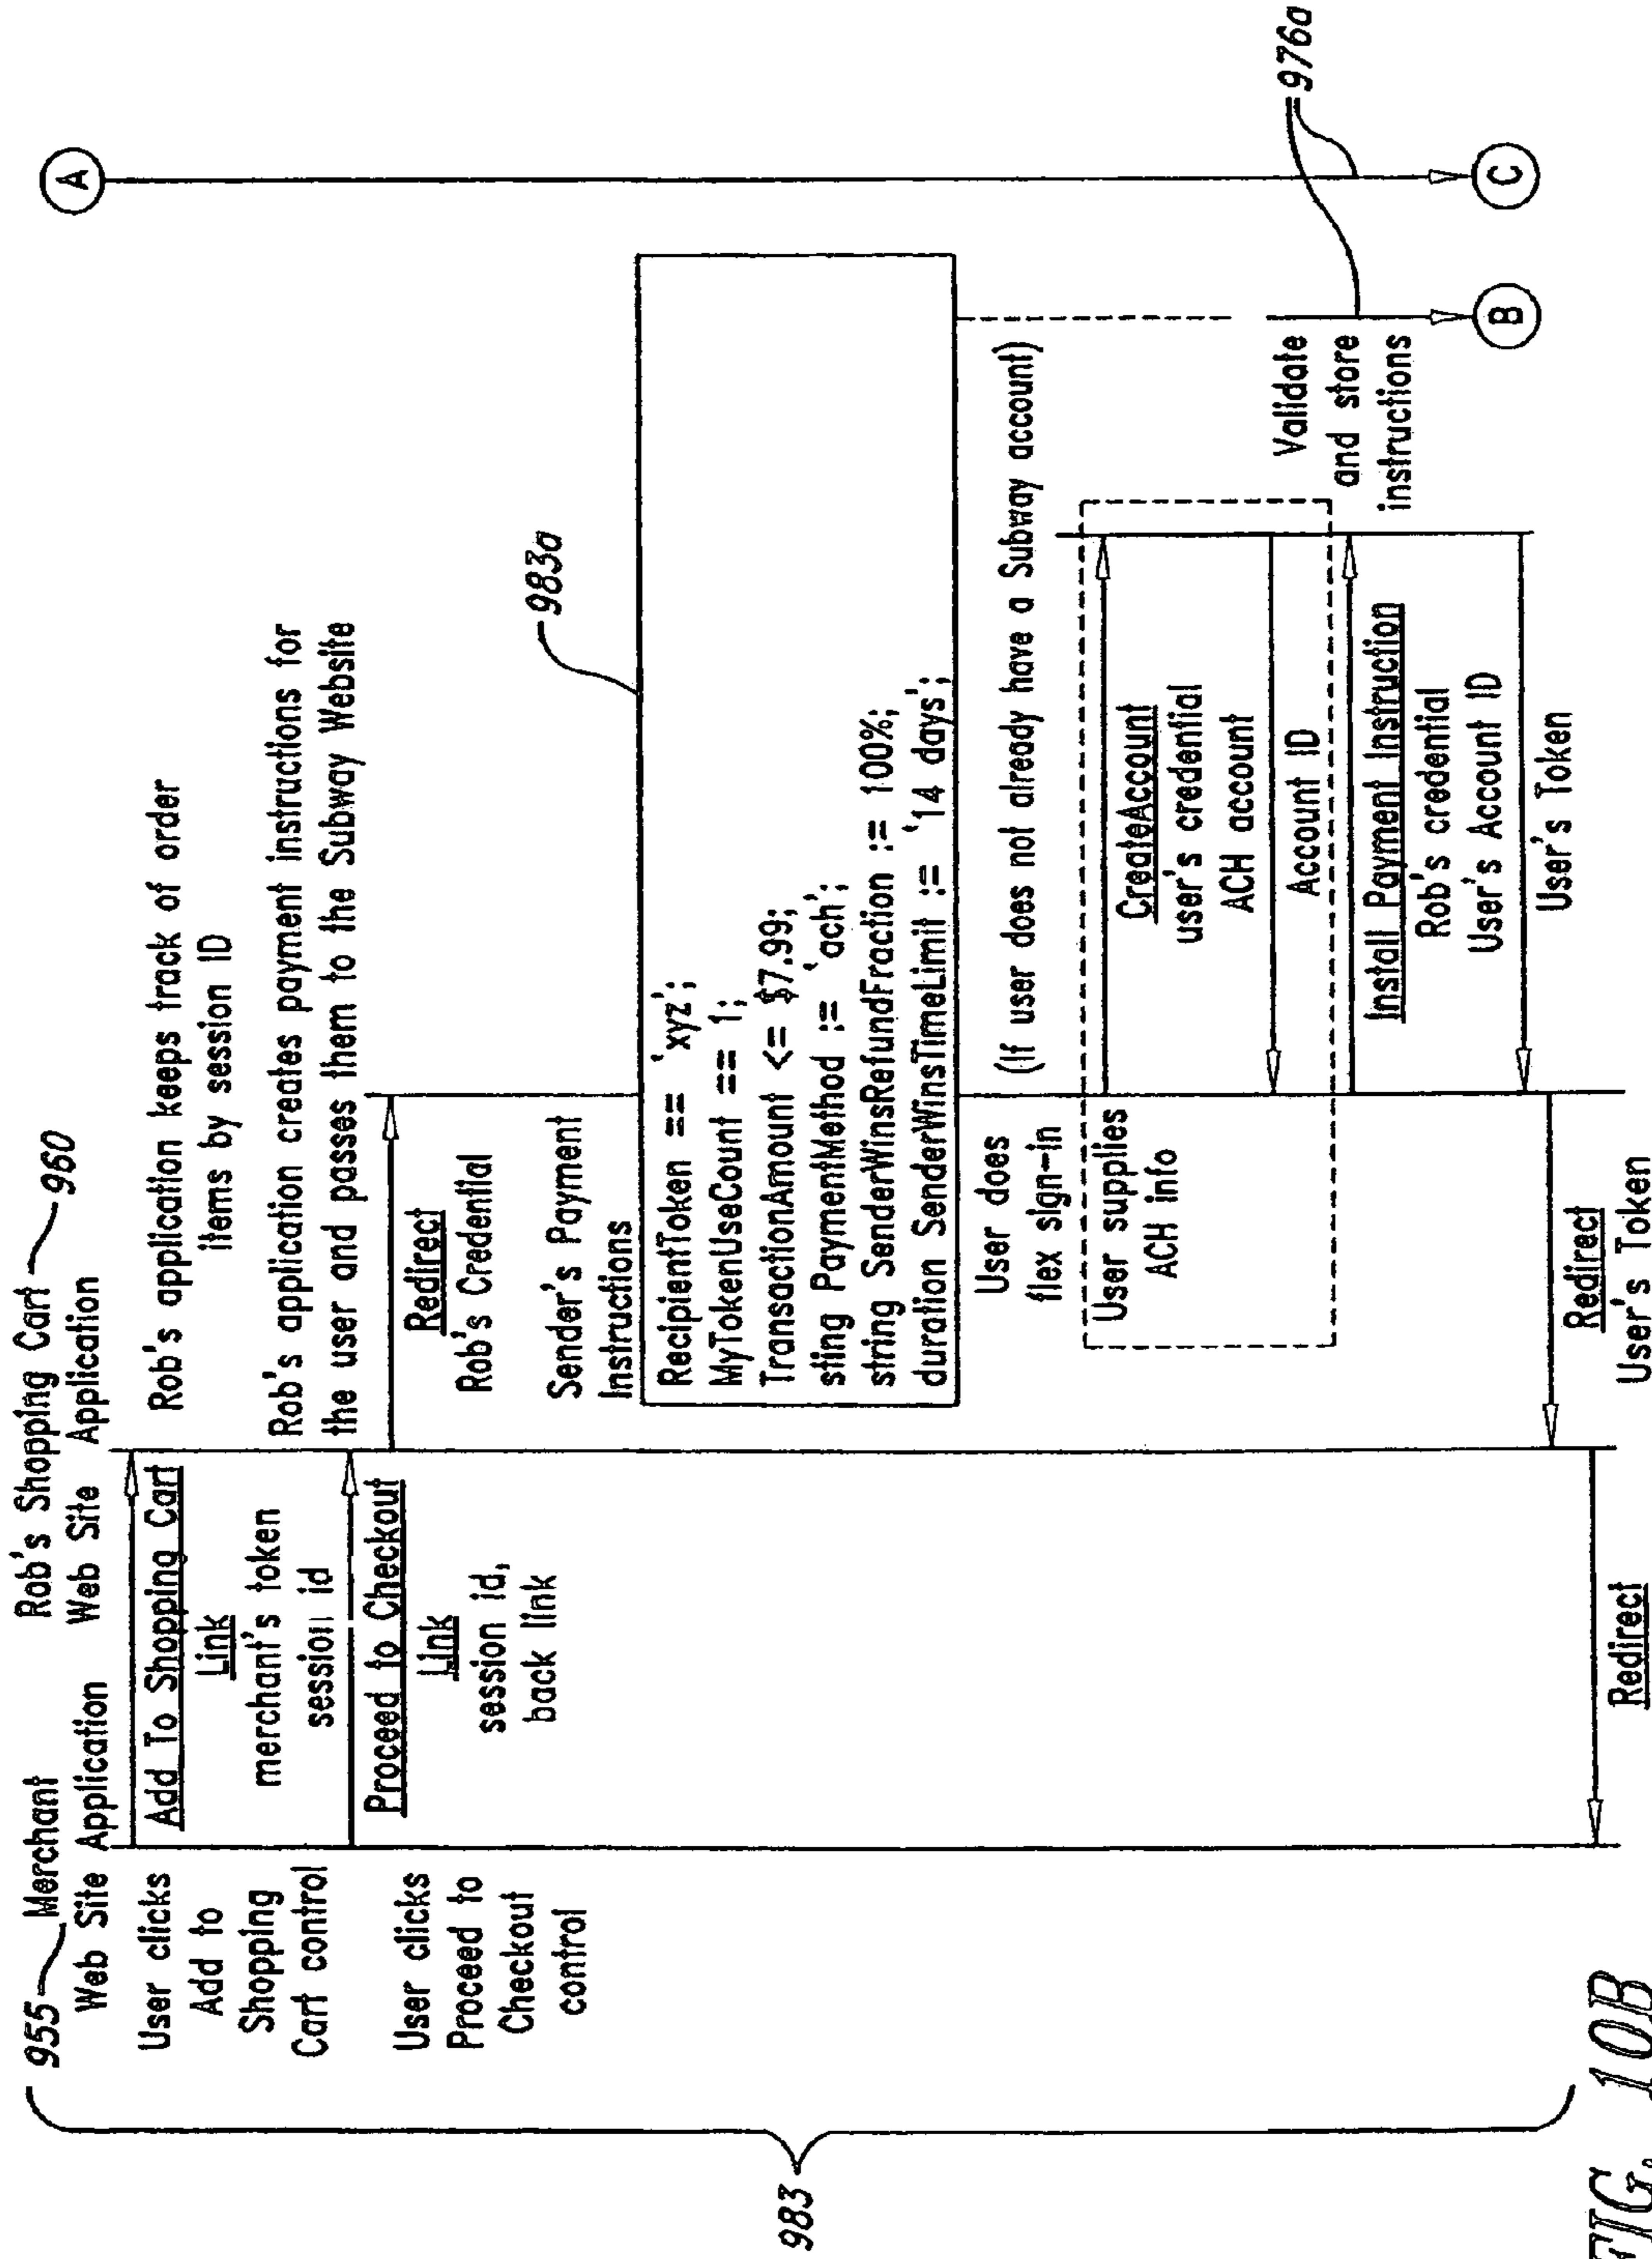 955
Merchant
Web Site Application
Rob's Shopping Cart
Web Site Application
960
User clicks
Add to
Shopping
Cart control
Add To Shopping Cart
Link
merchant's token
session id
Rob's application keeps track of order
items by session ID
User clicks
Proceed to
Checkout
control
Proceed to Checkout
Link
session id,
back link
Rob's application creates payment instructions for
the user and passes them to the Subway Website
Redirect
Rob's Credential
Sender's Payment
Instructions
983a
RecipientToken == 'xyz';
MyTokenUseCount == 1;
TransactionAmount <= $7.99;
stiing PaymentMethod := 'ach';
string SenderWinsRefundFraction := 100%;
duration SenderWinsTimeLimit := '14 days';
User does
flex sign-in
(If user does not already have a Subway account)
User supplies
ACH info
CreateAccount
user's credential
ACH account
Account ID
Install Payment Instruction
Rob's credential
User's Account ID
User's Token
Validate
and store
instructions
Redirect
User's Token
Redirect
A
976a
B
C
983
FIG. 10B